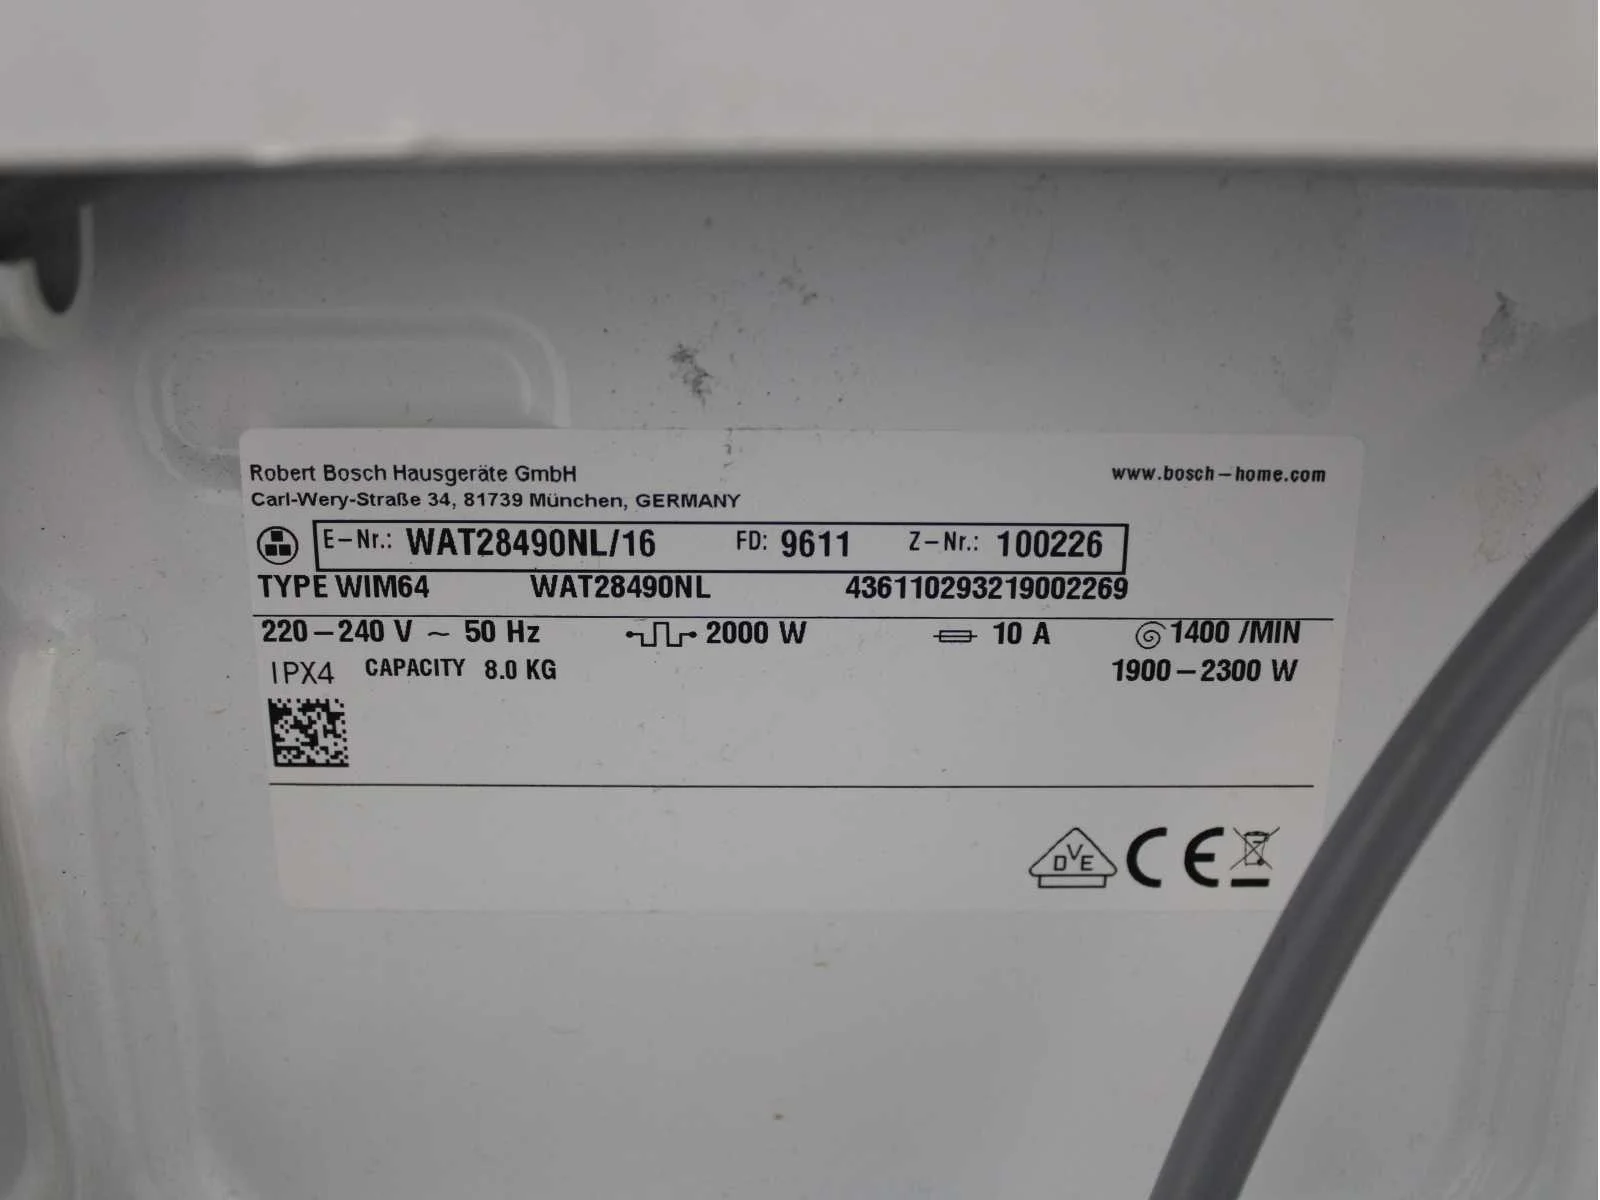 Robert Bosch Hausgeräte GmbH www.bosch-home.com
Carl-Wery-Straße 34, 81739 München, GERMANY
E-Nr.: WAT28490NL/16 FD: 9611 Z-Nr.: 100226
TYPE WIM64 WAT28490NL 436110293219002269
220-240 V ~ 50 Hz 2000 W 10 A 1400 /MIN
IPX4 CAPACITY 8.0 KG 1900-2300 W
DVE CE